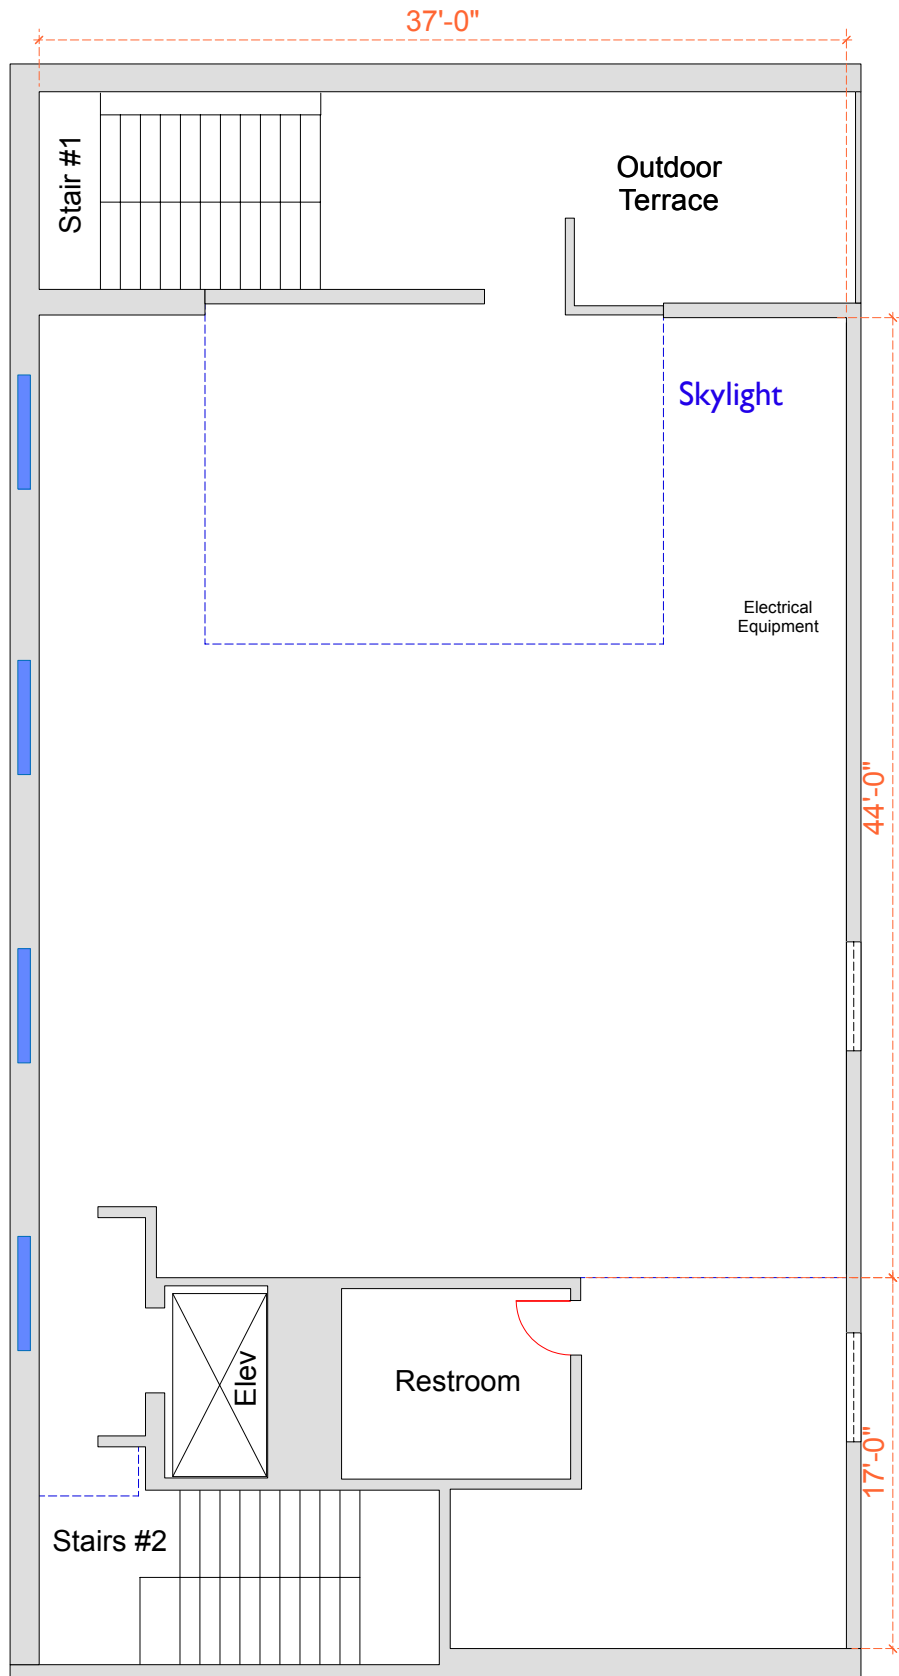 37'-0"
Stair #1
Outdoor
Terrace
Skylight
Electrical
Equipment
44'-0"
Elev
Restroom
17'-0"
Stairs #2